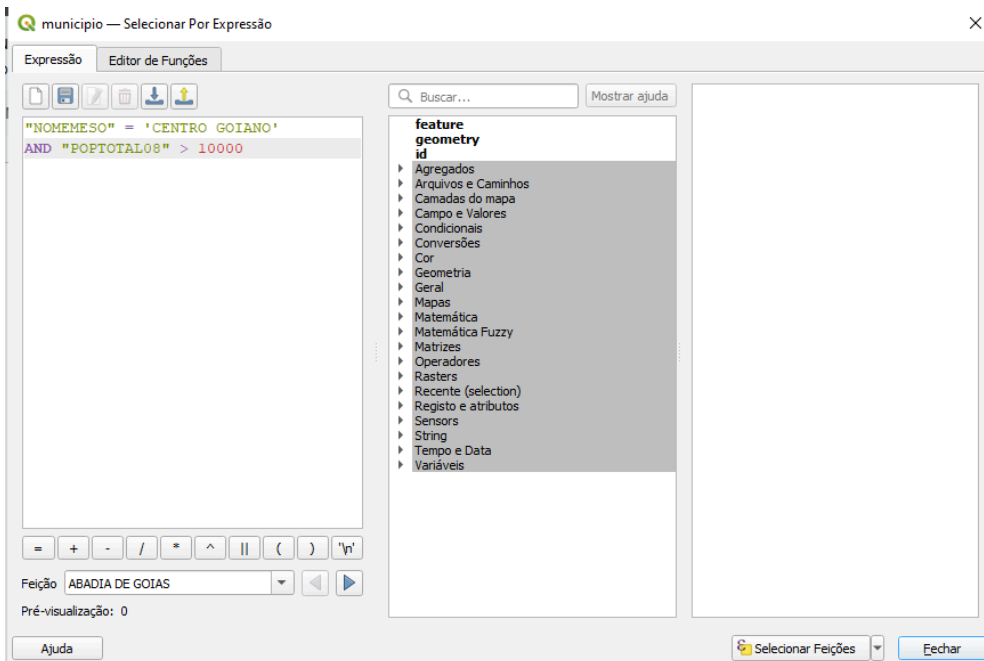 municipio — Selecionar Por Expressão
Expressão
Editor de Funções
Buscar...
Mostrar ajuda
"NOMEMESO" = 'CENTRO GOIANO'
AND "POPTOTAL08" > 10000
feature
geometry
id
Agregados
Arquivos e Caminhos
Camadas do mapa
Campo e Valores
Condicionais
Conversões
Cor
Geometria
Geral
Mapas
Matemática
Matemática Fuzzy
Matrizes
Operadores
Rasters
Recente (selection)
Registo e atributos
Sensors
String
Tempo e Data
Variáveis
= + - / * ^ || ( ) '\n'
Feição ABADIA DE GOIAS
Pré-visualização: 0
Ajuda
Selecionar Feições
Fechar